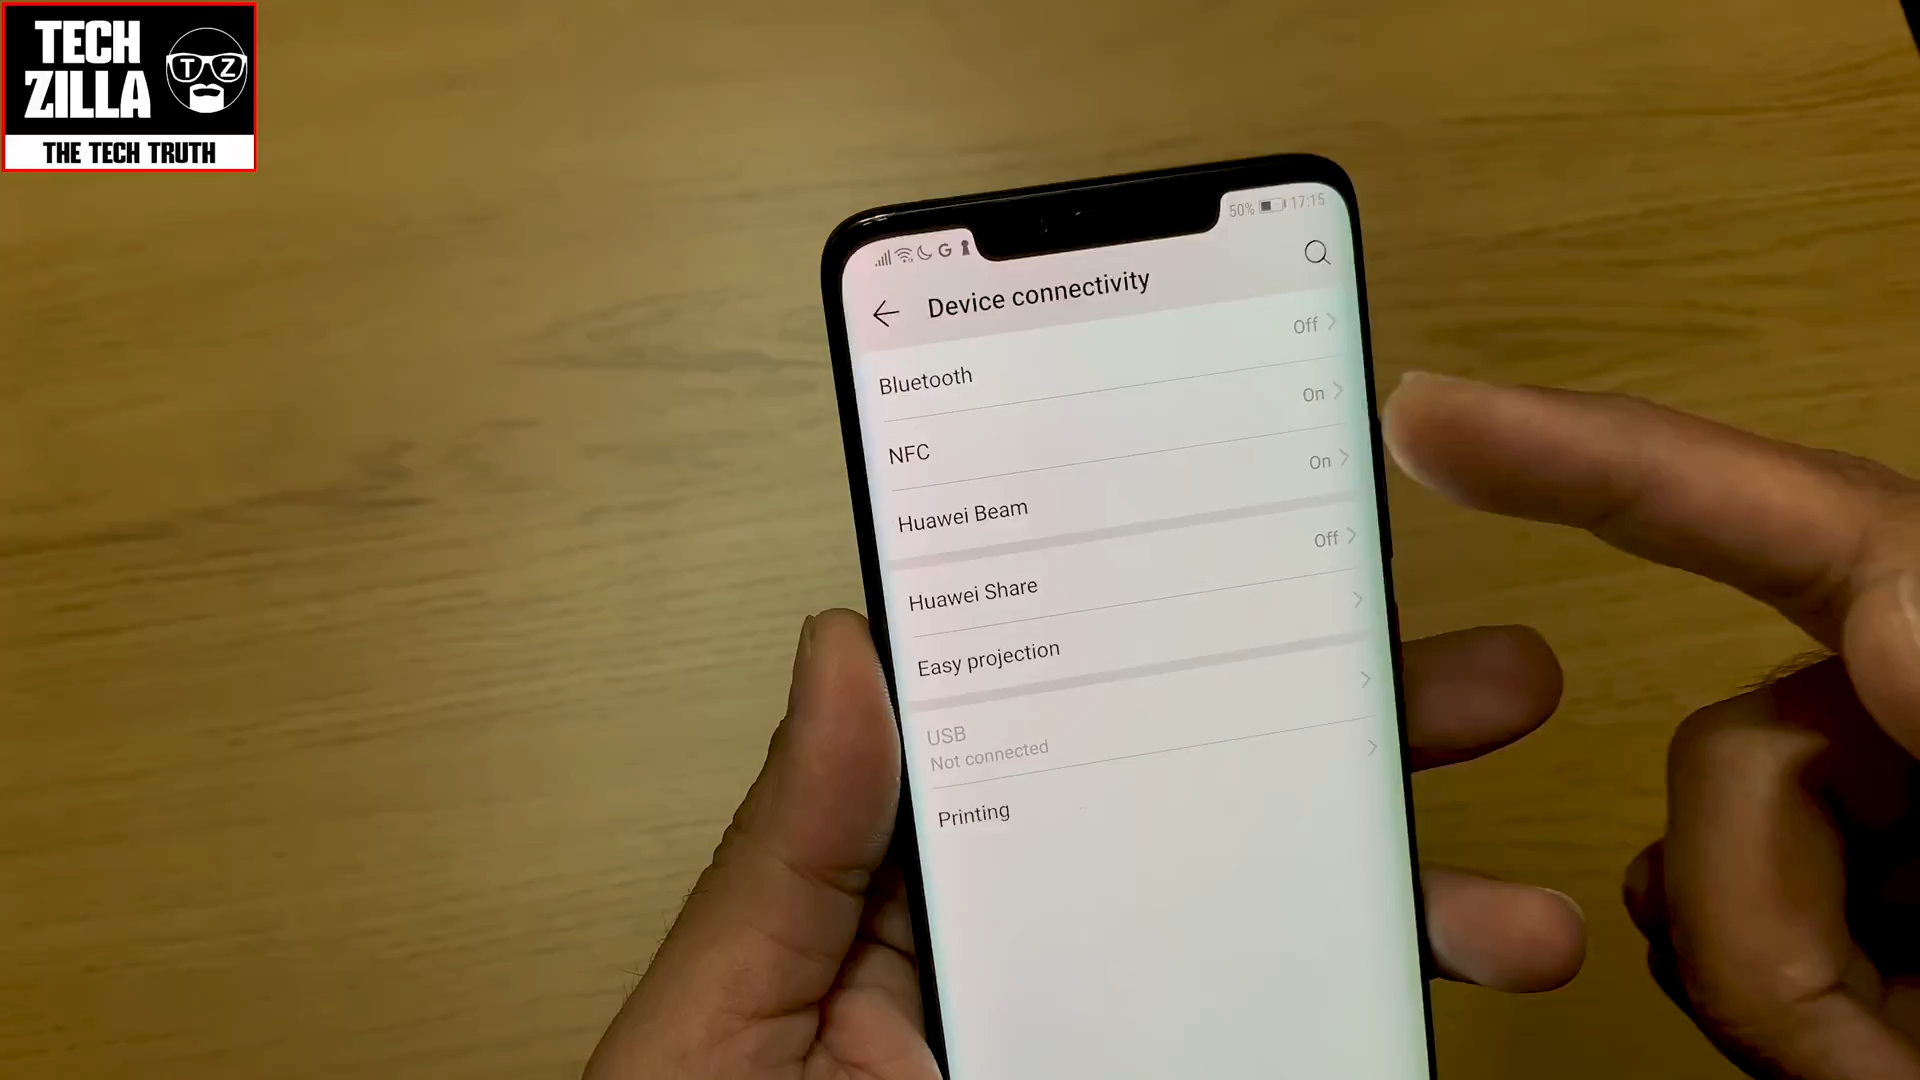 TECH
ZILLA
T Z
THE TECH TRUTH
G 50% 17:15
Device connectivity
Bluetooth Off
NFC On
Huawei Beam On
Huawei Share Off
Easy projection
USB
Not connected
Printing